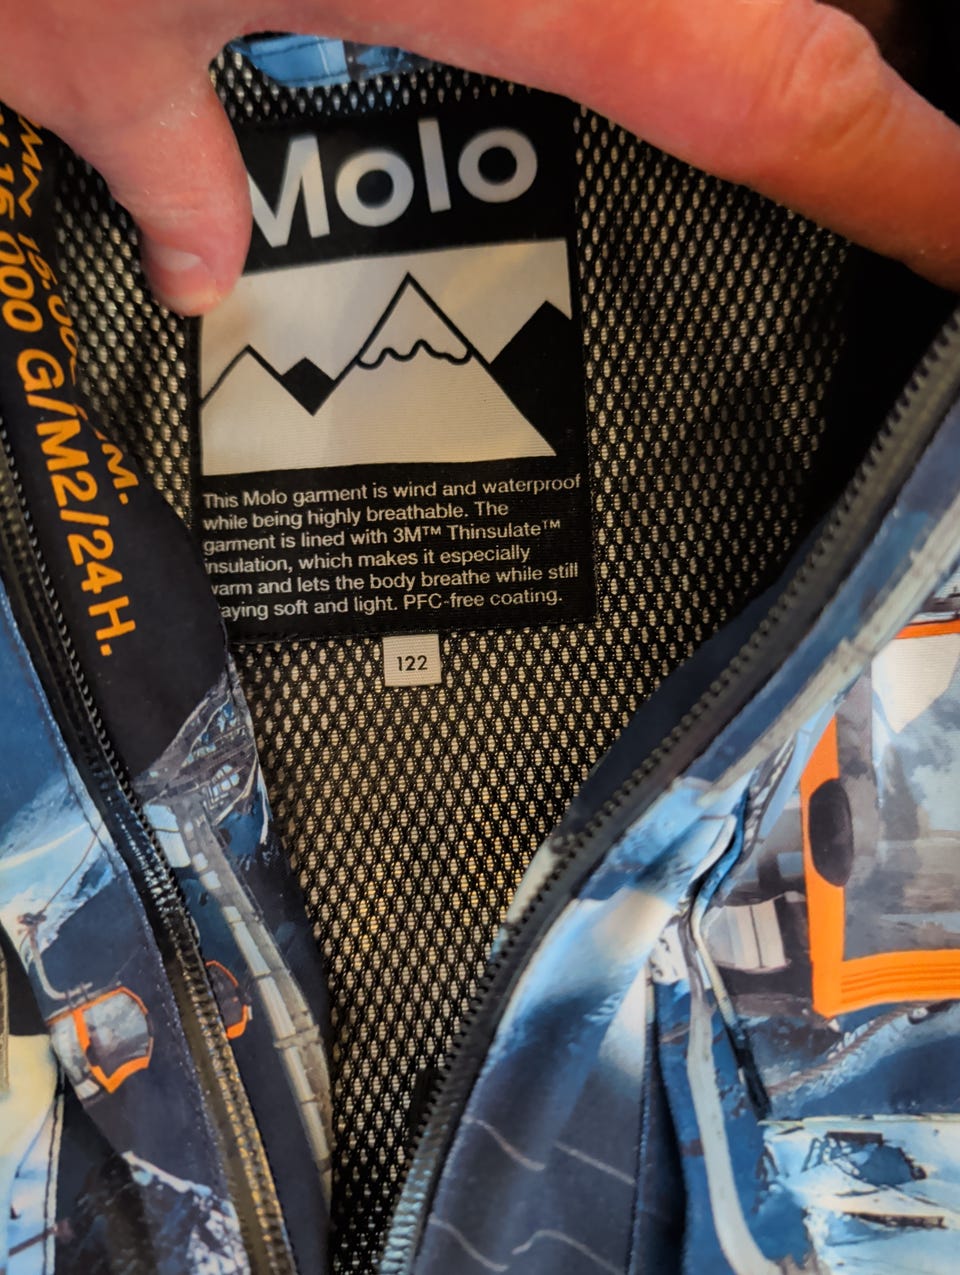 Molo
This Molo garment is wind and waterproof
while being highly breathable. The
garment is lined with 3M™ Thinsulate™
insulation, which makes it especially
warm and lets the body breathe while still
aying soft and light. PFC-free coating.
122
15.000 G/M2/24H.